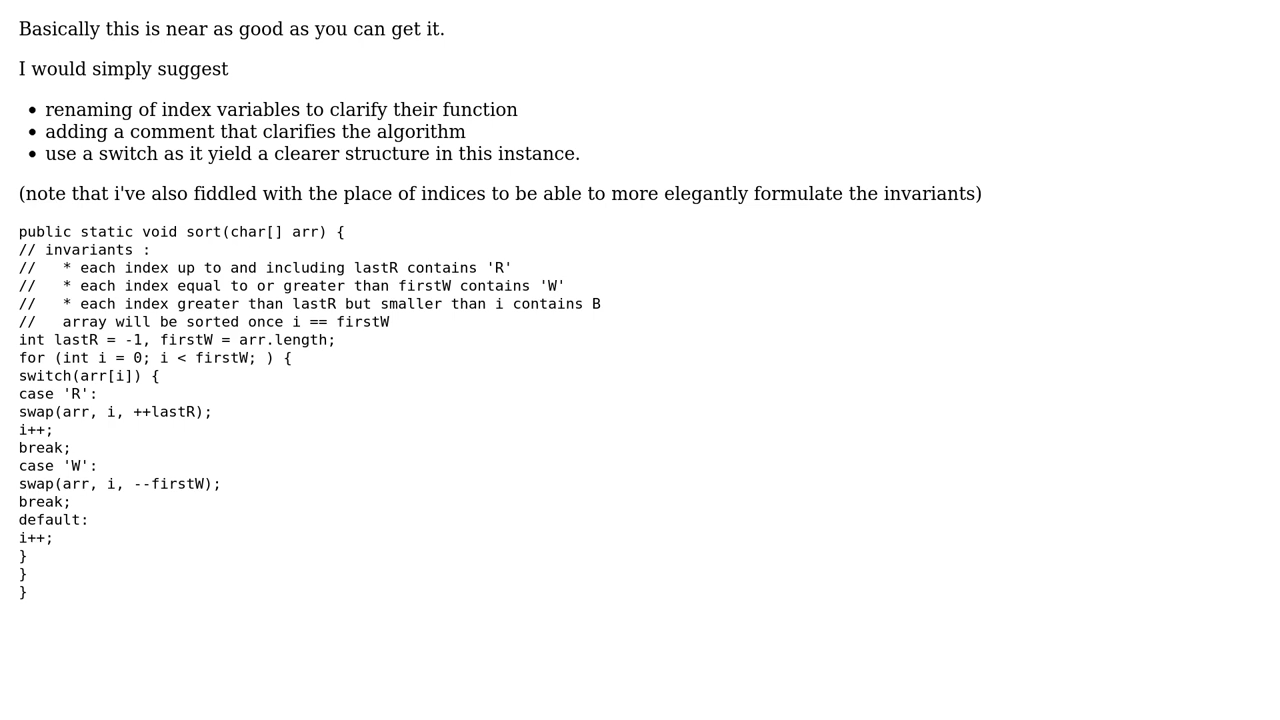 Basically this is near as good as you can get it.
I would simply suggest
• renaming of index variables to clarify their function
• adding a comment that clarifies the algorithm
• use a switch as it yield a clearer structure in this instance.
(note that i've also fiddled with the place of indices to be able to more elegantly formulate the invariants)
public static void sort(char[] arr) {
// invariants :
//   * each index up to and including lastR contains 'R'
//   * each index equal to or greater than firstW contains 'W'
//   * each index greater than lastR but smaller than i contains B
//   array will be sorted once i == firstW
int lastR = -1, firstW = arr.length;
for (int i = 0; i < firstW; ) {
switch(arr[i]) {
case 'R':
swap(arr, i, ++lastR);
i++;
break;
case 'W':
swap(arr, i, --firstW);
break;
default:
i++;
}
}
}